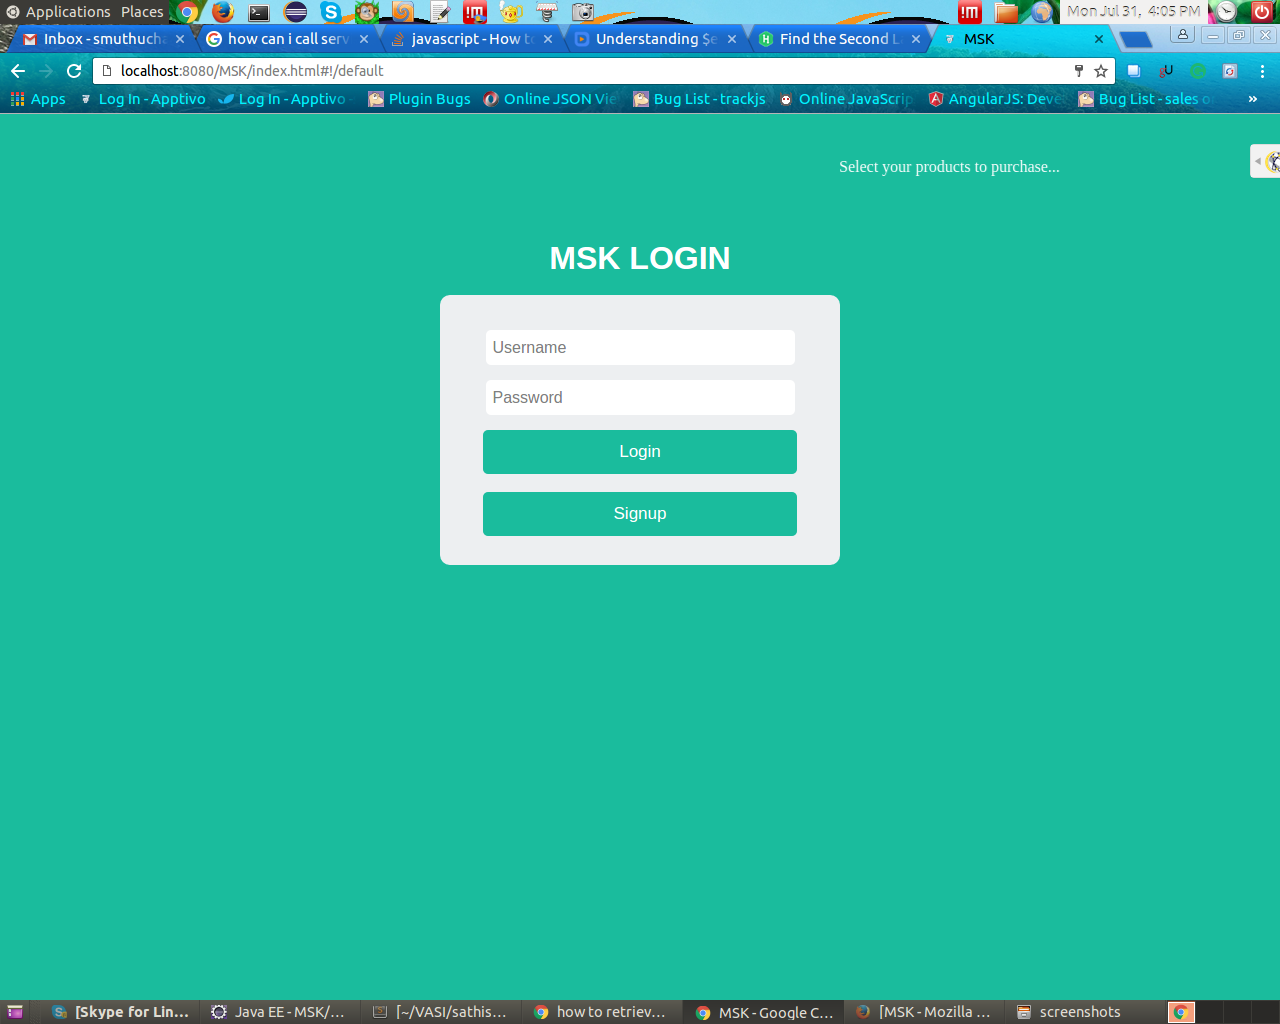 Applications Places
Mon Jul 31, 4:05 PM
Inbox - smuthuch
how can i call serv
javascript - How t
Understanding Se
Find the Second L
MSK
localhost:8080/MSK/index.html#!/default
Apps
Log In - Apptivo
Log In - Apptivo
Plugin Bugs
Online JSON Vie
Bug List - trackjs
Online JavaScrip
AngularJS: Deve
Bug List - sales o
»
Select your products to purchase...
MSK LOGIN
Username
Password
Login
Signup
[Skype for Lin...
Java EE - MSK/...
[~/VASI/sathis...
how to retriev...
MSK - Google C...
[MSK - Mozilla ...
screenshots